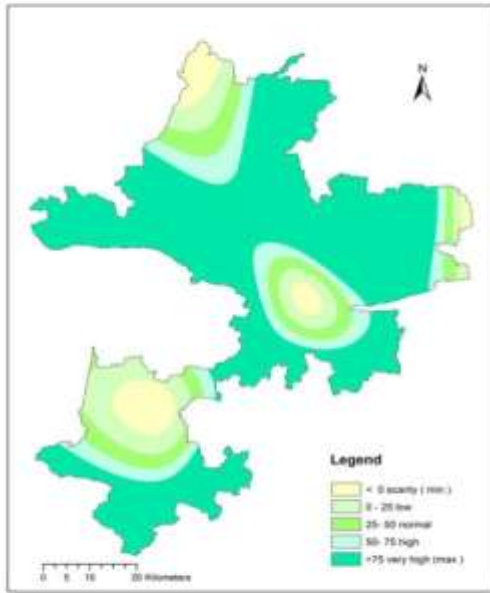 N
Legend
< 0 scarity ( min.)
0 - 25 low
25- 50 normal
50- 75 high
>75 very high (max.)
0 5 10 20 Kilometers